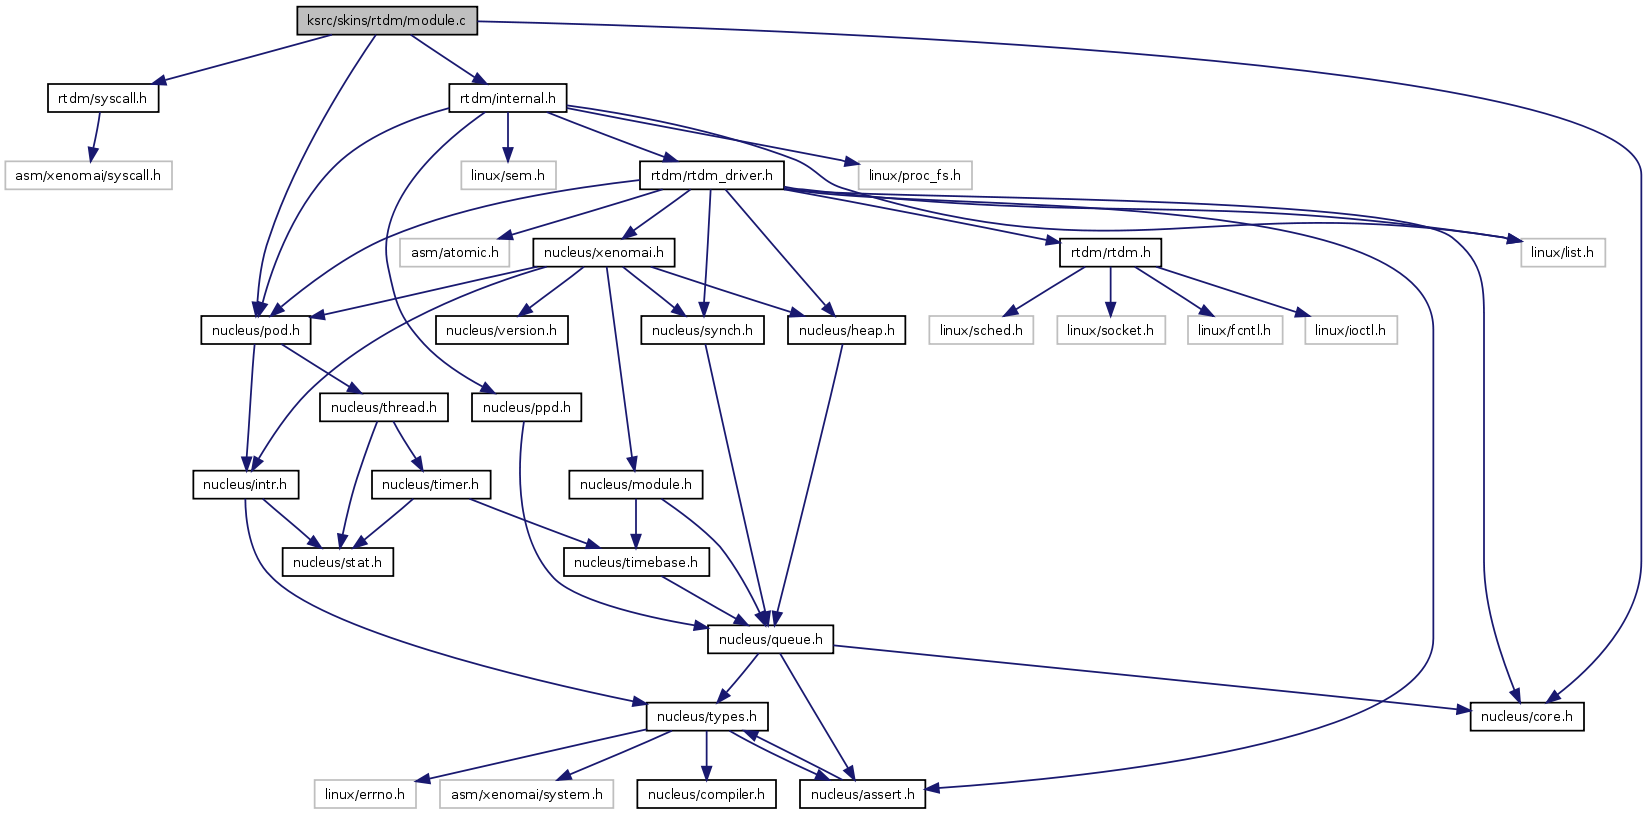 ksrc/skins/rtdm/module.c
rtdm/syscall.h
rtdm/internal.h
asm/xenomai/syscall.h
linux/sem.h
rtdm/rtdm_driver.h
linux/proc_fs.h
asm/atomic.h
nucleus/xenomai.h
rtdm/rtdm.h
linux/list.h
nucleus/pod.h
nucleus/version.h
nucleus/synch.h
nucleus/heap.h
linux/sched.h
linux/socket.h
linux/fcntl.h
linux/ioctl.h
nucleus/thread.h
nucleus/ppd.h
nucleus/intr.h
nucleus/timer.h
nucleus/module.h
nucleus/stat.h
nucleus/timebase.h
nucleus/queue.h
nucleus/types.h
nucleus/core.h
linux/errno.h
asm/xenomai/system.h
nucleus/compiler.h
nucleus/assert.h